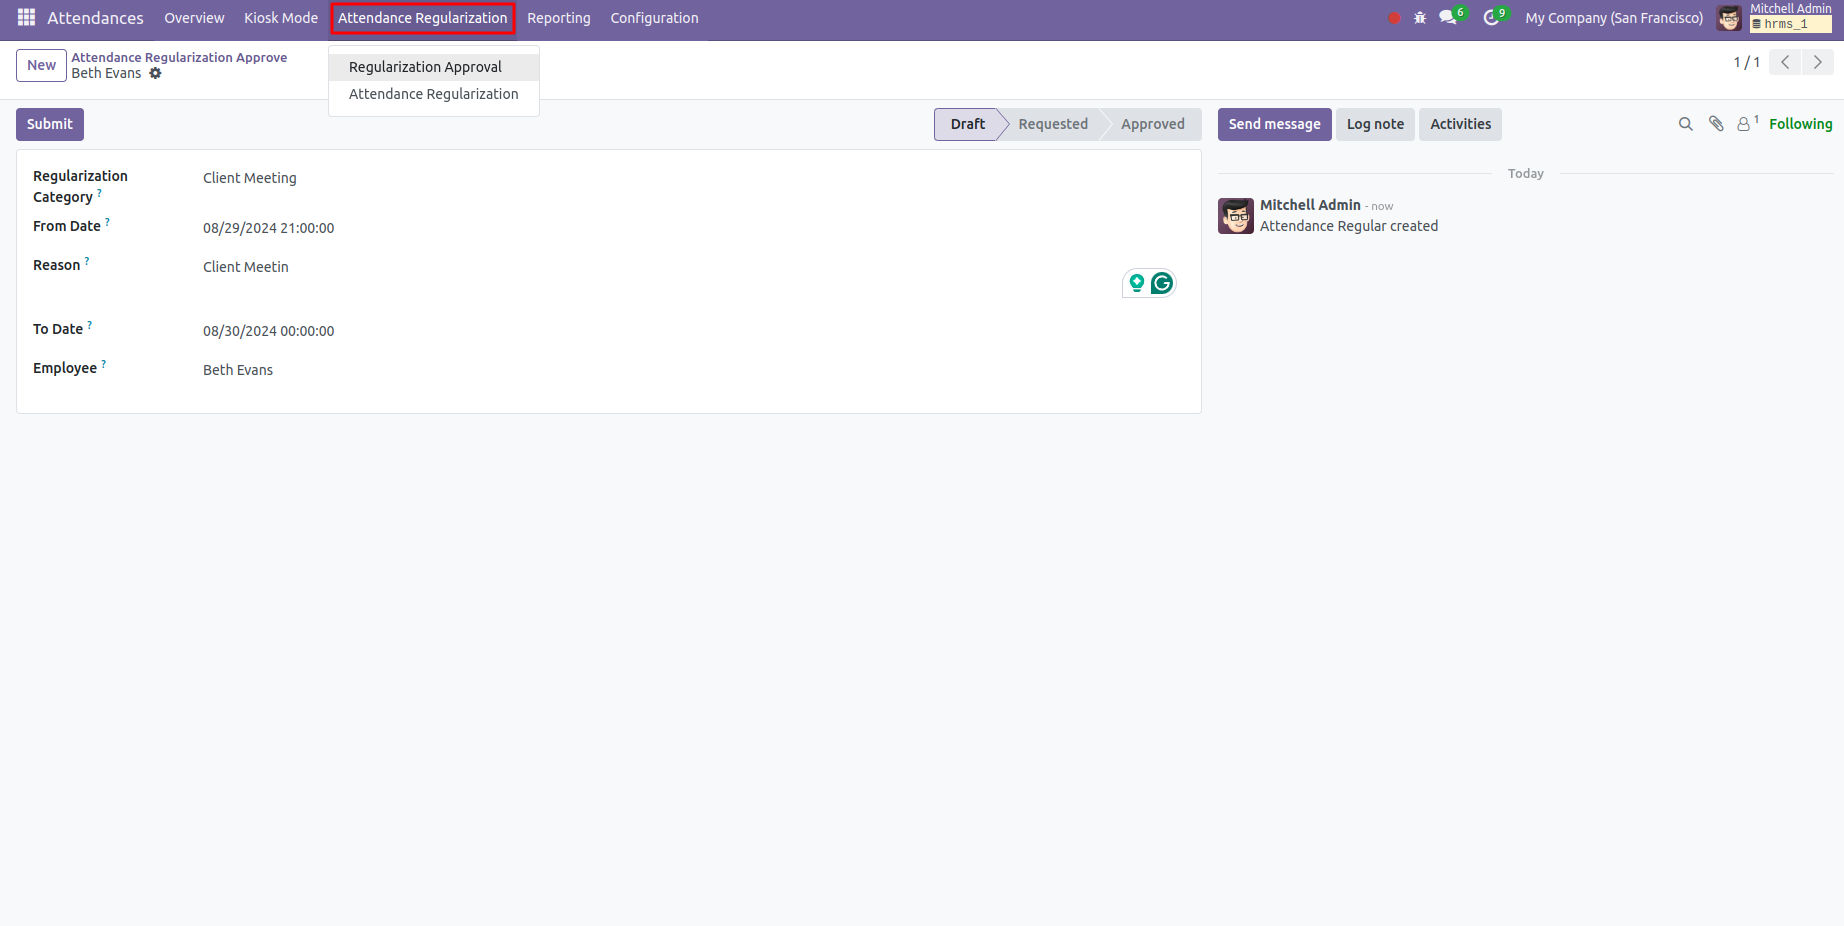 Attendances Overview Kiosk Mode Attendance Regularization Reporting Configuration 6 9 My Company (San Francisco) Mitchell Admin
hrms_1
New Attendance Regularization Approve
Beth Evans
1 / 1
Regularization Approval
Attendance Regularization
Submit Draft Requested Approved Send message Log note Activities 1 Following
Regularization
Category ? Client Meeting
From Date ? 08/29/2024 21:00:00
Reason ? Client Meetin
To Date ? 08/30/2024 00:00:00
Employee ? Beth Evans
Today
Mitchell Admin - now
Attendance Regular created